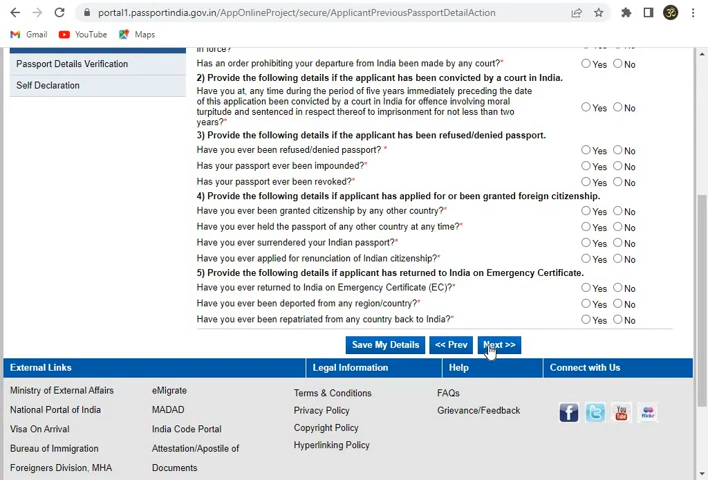 portal1.passportindia.gov.in/AppOnlineProject/secure/ApplicantPreviousPassportDetailAction
Gmail YouTube Maps
Passport Details Verification
Self Declaration
in force?
Has an order prohibiting your departure from India been made by any court?* Yes No
2) Provide the following details if the applicant has been convicted by a court in India.
Have you at, any time during the period of five years immediately preceding the date
of this application been convicted by a court in India for offence involving moral
turpitude and sentenced in respect thereof to imprisonment for not less than two
years?* Yes No
3) Provide the following details if the applicant has been refused/denied passport.
Have you ever been refused/denied passport? * Yes No
Has your passport ever been impounded?* Yes No
Has your passport ever been revoked?* Yes No
4) Provide the following details if applicant has applied for or been granted foreign citizenship.
Have you ever been granted citizenship by any other country?* Yes No
Have you ever held the passport of any other country at any time?* Yes No
Have you ever surrendered your Indian passport?* Yes No
Have you ever applied for renunciation of Indian citizenship?* Yes No
5) Provide the following details if applicant has returned to India on Emergency Certificate.
Have you ever returned to India on Emergency Certificate (EC)?* Yes No
Have you ever been deported from any region/country?* Yes No
Have you ever been repatriated from any country back to India?* Yes No
Save My Details << Prev Next >>
External Links Legal Information Help Connect with Us
Ministry of External Affairs eMigrate Terms & Conditions FAQs
National Portal of India MADAD Privacy Policy Grievance/Feedback
Visa On Arrival India Code Portal Copyright Policy
Bureau of Immigration Attestation/Apostile of Hyperlinking Policy
Foreigners Division, MHA Documents
You
Tube
flickr